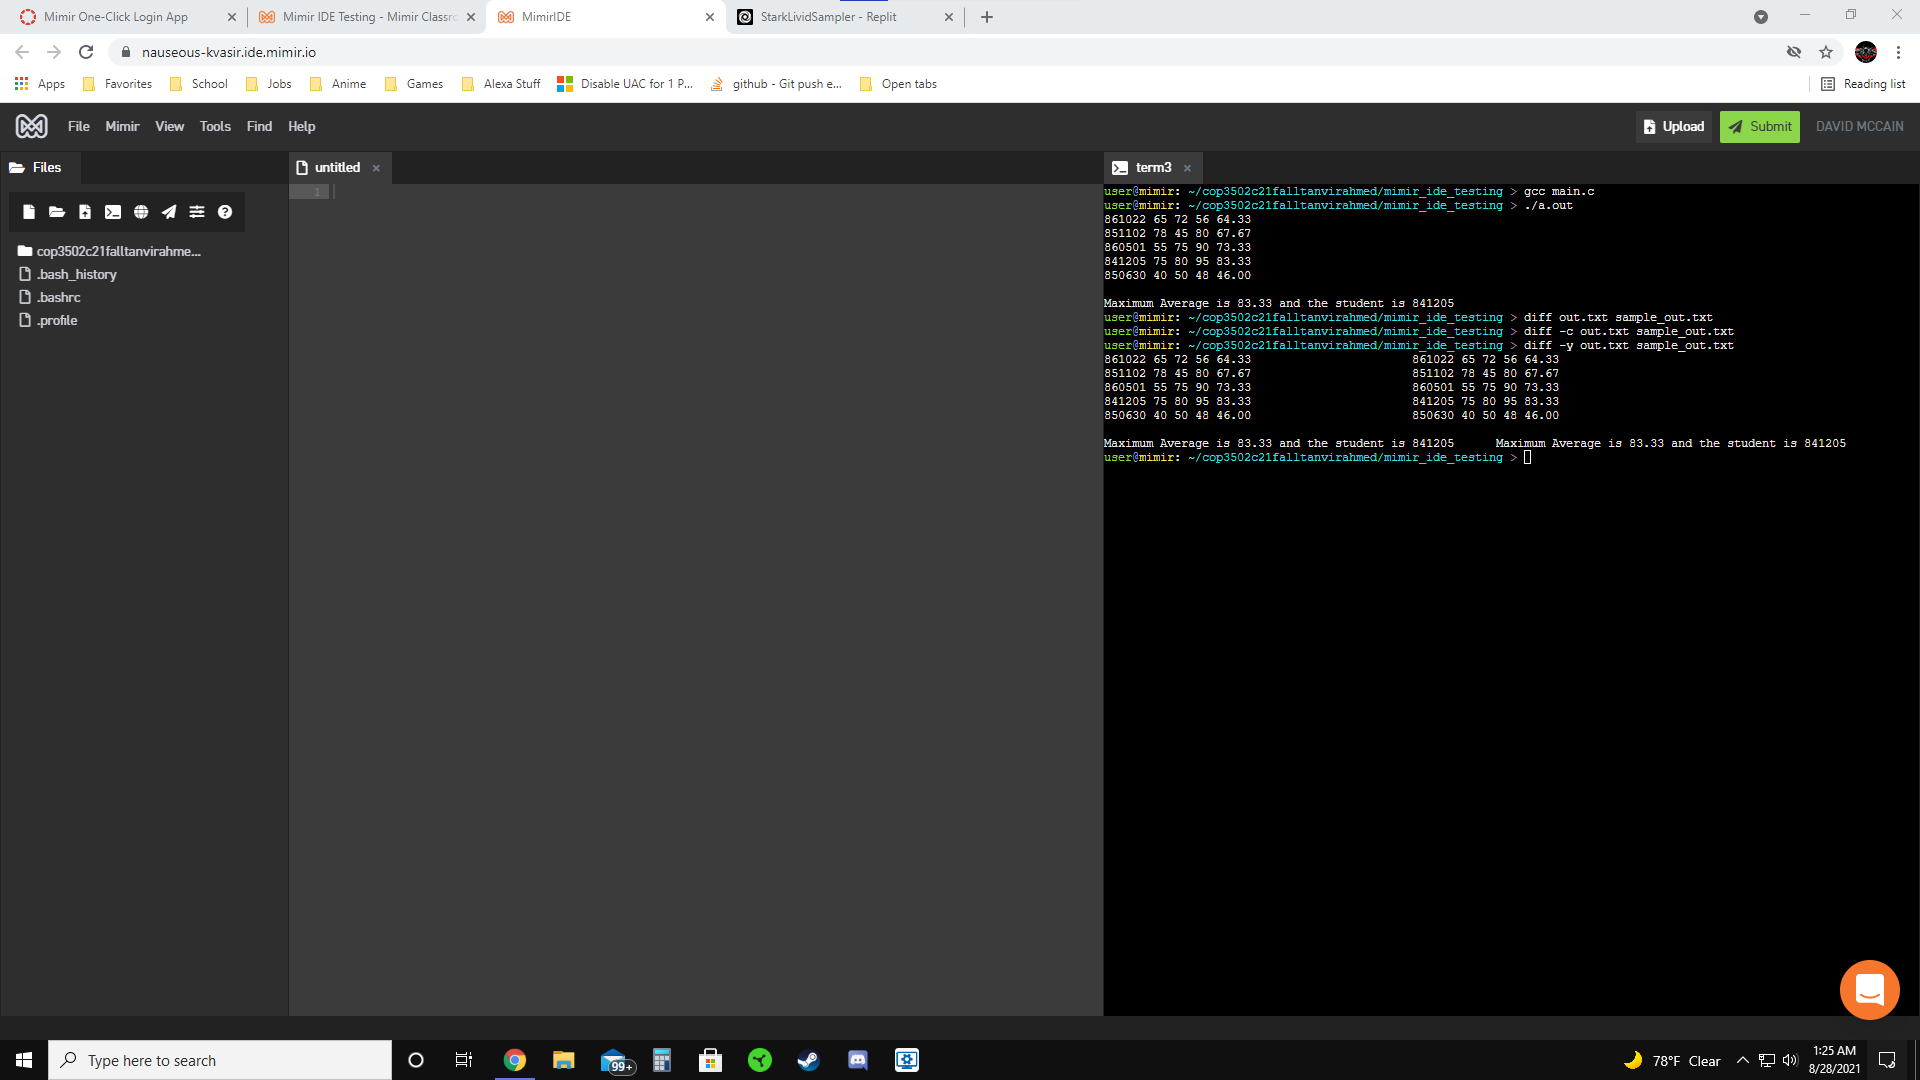 Mimir One-Click Login App
Mimir IDE Testing - Mimir Classro
MimirIDE
StarkLividSampler - Replit
nauseous-kvasir.ide.mimir.io
Apps
Favorites
School
Jobs
Anime
Games
Alexa Stuff
Disable UAC for 1 P...
github - Git push e...
Open tabs
Reading list
File
Mimir
View
Tools
Find
Help
Upload
Submit
DAVID MCCAIN
Files
cop3502c21falltanvirahme...
.bash_history
.bashrc
.profile
untitled
1
term3
user@mimir: ~/cop3502c21falltanvirahmed/mimir_ide_testing > gcc main.c
user@mimir: ~/cop3502c21falltanvirahmed/mimir_ide_testing > ./a.out
861022 65 72 56 64.33
851102 78 45 80 67.67
860501 55 75 90 73.33
841205 75 80 95 83.33
850630 40 50 48 46.00
Maximum Average is 83.33 and the student is 841205
user@mimir: ~/cop3502c21falltanvirahmed/mimir_ide_testing > diff out.txt sample_out.txt
user@mimir: ~/cop3502c21falltanvirahmed/mimir_ide_testing > diff -c out.txt sample_out.txt
user@mimir: ~/cop3502c21falltanvirahmed/mimir_ide_testing > diff -y out.txt sample_out.txt
861022 65 72 56 64.33 861022 65 72 56 64.33
851102 78 45 80 67.67 851102 78 45 80 67.67
860501 55 75 90 73.33 860501 55 75 90 73.33
841205 75 80 95 83.33 841205 75 80 95 83.33
850630 40 50 48 46.00 850630 40 50 48 46.00
Maximum Average is 83.33 and the student is 841205 Maximum Average is 83.33 and the student is 841205
user@mimir: ~/cop3502c21falltanvirahmed/mimir_ide_testing >
Type here to search
99+
78°F Clear
1:25 AM
8/28/2021